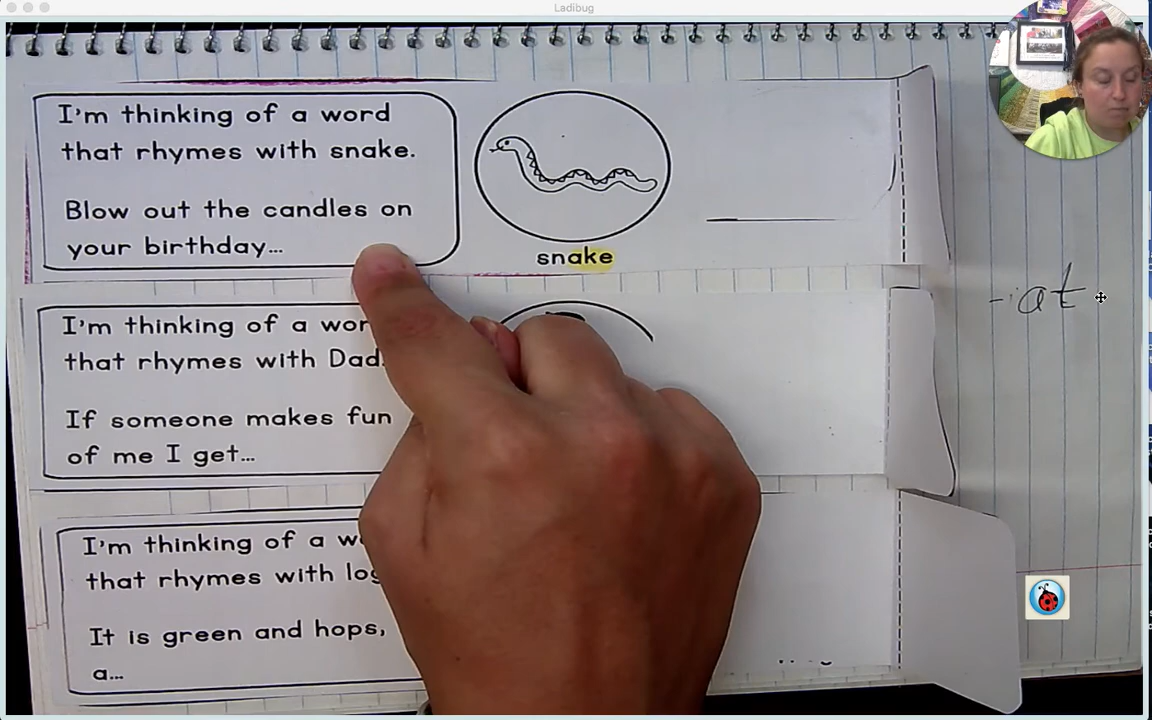 Ladibug
I'm thinking of a word
that rhymes with snake.
Blow out the candles on
your birthday...
snake
I'm thinking of a wor
that rhymes with Dad.
If someone makes fun
of me I get...
-at
I'm thinking of a w
that rhymes with log
It is green and hops,
a...